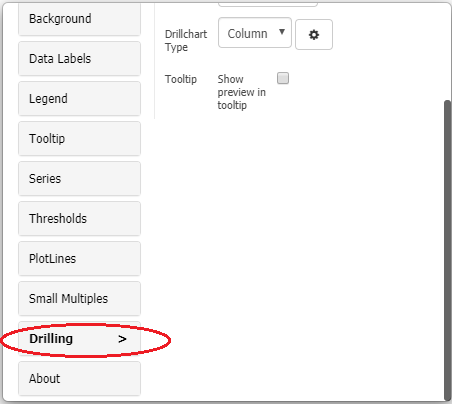 Background
Data Labels
Legend
Tooltip
Series
Thresholds
PlotLines
Small Multiples
Drilling >
About
Drillchart
Type
Column
Tooltip
Show
preview in
tooltip